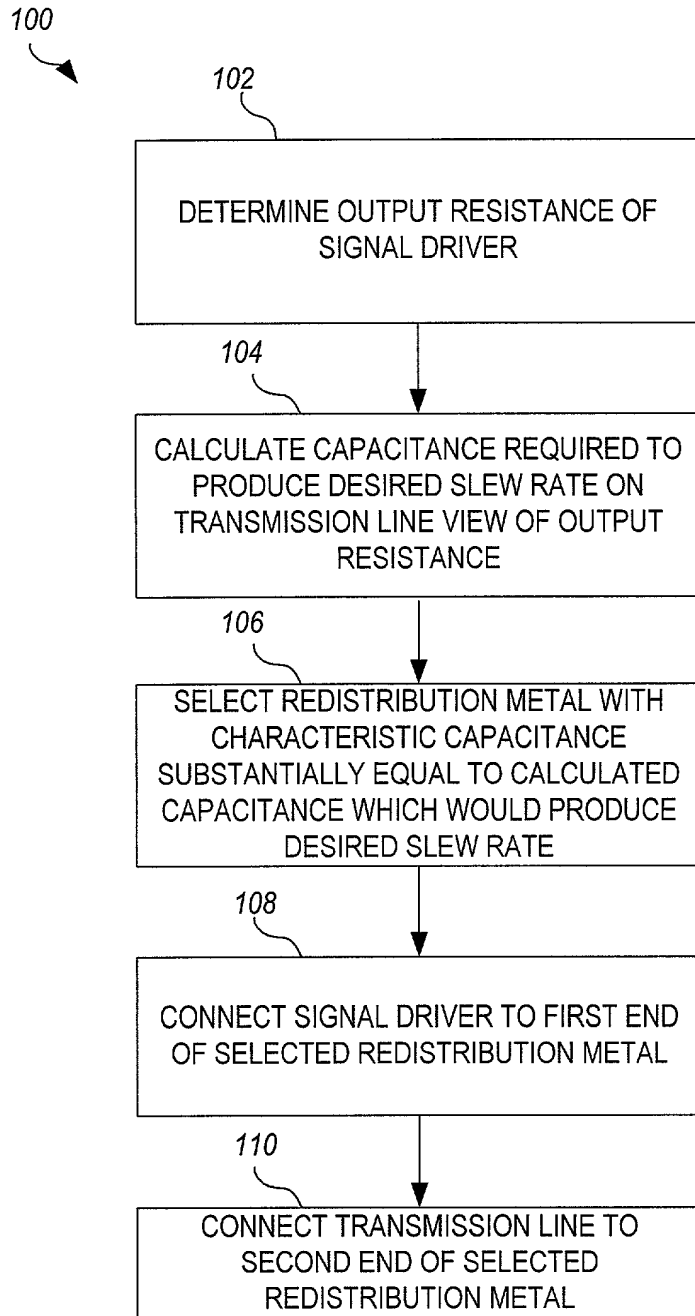 100
102
DETERMINE OUTPUT RESISTANCE OF
SIGNAL DRIVER
104
CALCULATE CAPACITANCE REQUIRED TO
PRODUCE DESIRED SLEW RATE ON
TRANSMISSION LINE VIEW OF OUTPUT
RESISTANCE
106
SELECT REDISTRIBUTION METAL WITH
CHARACTERISTIC CAPACITANCE
SUBSTANTIALLY EQUAL TO CALCULATED
CAPACITANCE WHICH WOULD PRODUCE
DESIRED SLEW RATE
108
CONNECT SIGNAL DRIVER TO FIRST END
OF SELECTED REDISTRIBUTION METAL
110
CONNECT TRANSMISSION LINE TO
SECOND END OF SELECTED
REDISTRIBUTION METAL